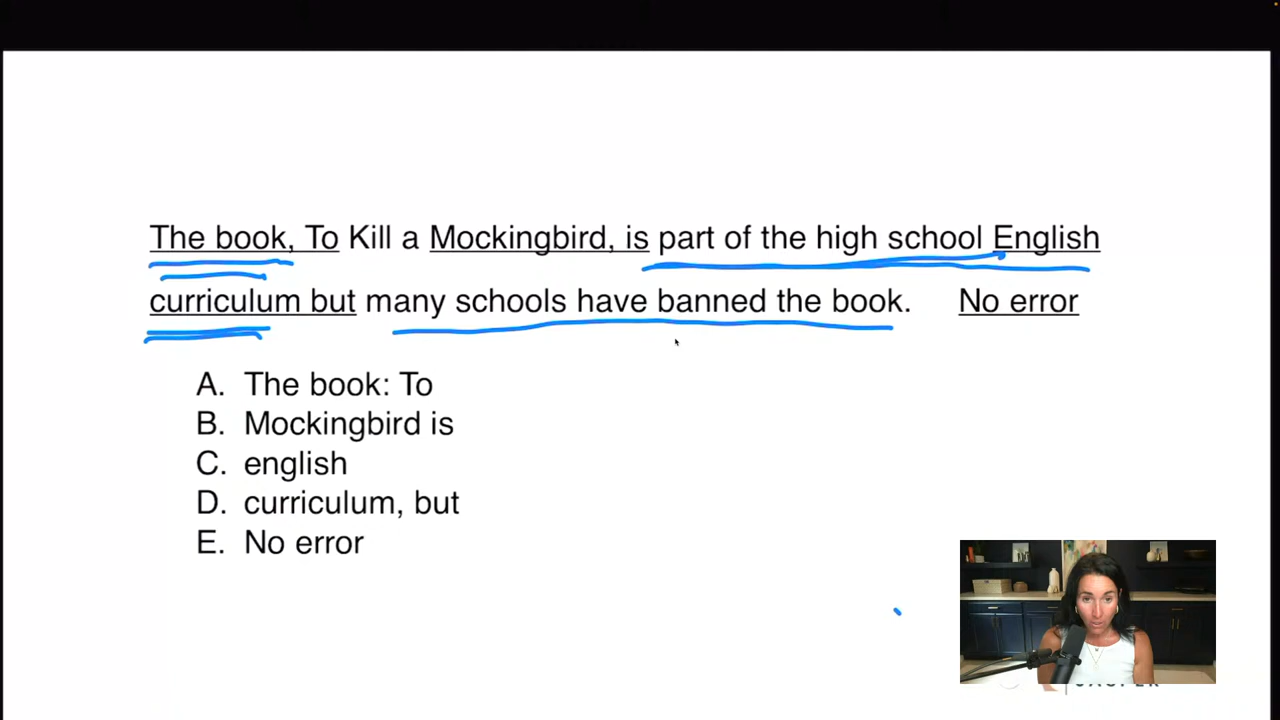 The book, To Kill a Mockingbird, is part of the high school English
curriculum but many schools have banned the book. No error
A. The book: To
B. Mockingbird is
C. english
D. curriculum, but
E. No error